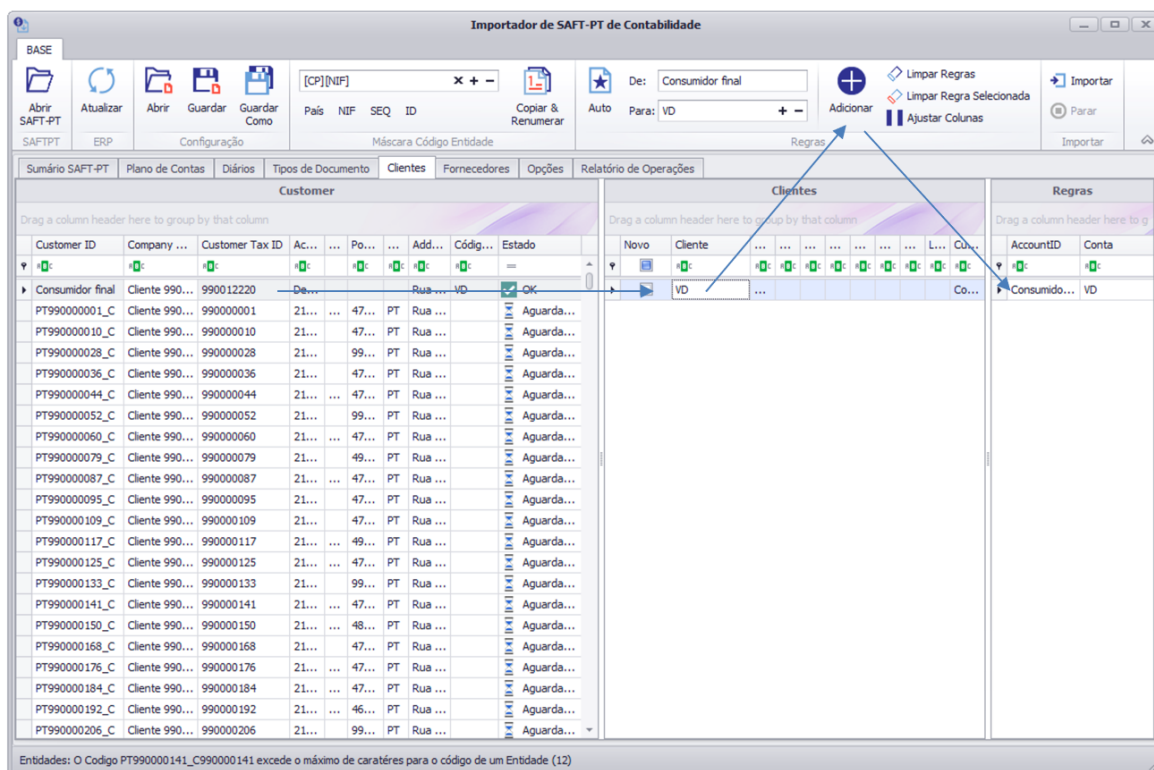 Importador de SAFT-PT de Contabilidade
BASE
Abrir SAFT-PT
Atualizar
Abrir
Guardar
Guardar Como
[CP][NIF]
País NIF SEQ ID
Copiar & Renumerar
Auto
De: Consumidor final
Para: VD
Adicionar
Limpar Regras
Limpar Regra Selecionada
Ajustar Colunas
Importar
Parar
SAFTPT ERP Configuração Máscara Código Entidade Regras Importar
Sumário SAFT-PT Plano de Contas Diários Tipos de Documento Clientes Fornecedores Opções Relatório de Operações
Customer Clientes Regras
Drag a column header here to group by that column Drag a column header here to group by that column Drag a column header here to g
Customer ID Company ... Customer Tax ID Ac... ... Po... ... Add... Códig... Estado Novo Cliente ... ... ... ... ... ... ... L... Cu... AccountID Conta
Consumidor final Cliente 990... 990012220 De... Rua ... VD OK VD ... Co... Consumido... VD
PT990000001_C Cliente 990... 990000001 21... ... 47... PT Rua ... Aguarda...
PT990000010_C Cliente 990... 990000010 21... 47... PT Rua ... Aguarda...
PT990000028_C Cliente 990... 990000028 21... 99... PT Rua ... Aguarda...
PT990000036_C Cliente 990... 990000036 21... 47... PT Rua ... Aguarda...
PT990000044_C Cliente 990... 990000044 21... ... 47... PT Rua ... Aguarda...
PT990000052_C Cliente 990... 990000052 21... 99... PT Rua ... Aguarda...
PT990000060_C Cliente 990... 990000060 21... ... 47... PT Rua ... Aguarda...
PT990000079_C Cliente 990... 990000079 21... 49... PT Rua ... Aguarda...
PT990000087_C Cliente 990... 990000087 21... ... 47... PT Rua ... Aguarda...
PT990000095_C Cliente 990... 990000095 21... 47... PT Rua ... Aguarda...
PT990000109_C Cliente 990... 990000109 21... 47... PT Rua ... Aguarda...
PT990000117_C Cliente 990... 990000117 21... ... 49... PT Rua ... Aguarda...
PT990000125_C Cliente 990... 990000125 21... ... 47... PT Rua ... Aguarda...
PT990000133_C Cliente 990... 990000133 21... 99... PT Rua ... Aguarda...
PT990000141_C Cliente 990... 990000141 21... ... 47... PT Rua ... Aguarda...
PT990000150_C Cliente 990... 990000150 21... ... 48... PT Rua ... Aguarda...
PT990000168_C Cliente 990... 990000168 21... 47... PT Rua ... Aguarda...
PT990000176_C Cliente 990... 990000176 21... ... 47... PT Rua ... Aguarda...
PT990000184_C Cliente 990... 990000184 21... ... 47... PT Rua ... Aguarda...
PT990000192_C Cliente 990... 990000192 21... ... 46... PT Rua ... Aguarda...
PT990000206_C Cliente 990... 990000206 21... 99... PT Rua ... Aguarda...
Entidades: O Codigo PT990000141_C990000141 excede o máximo de caratéres para o código de um Entidade (12)